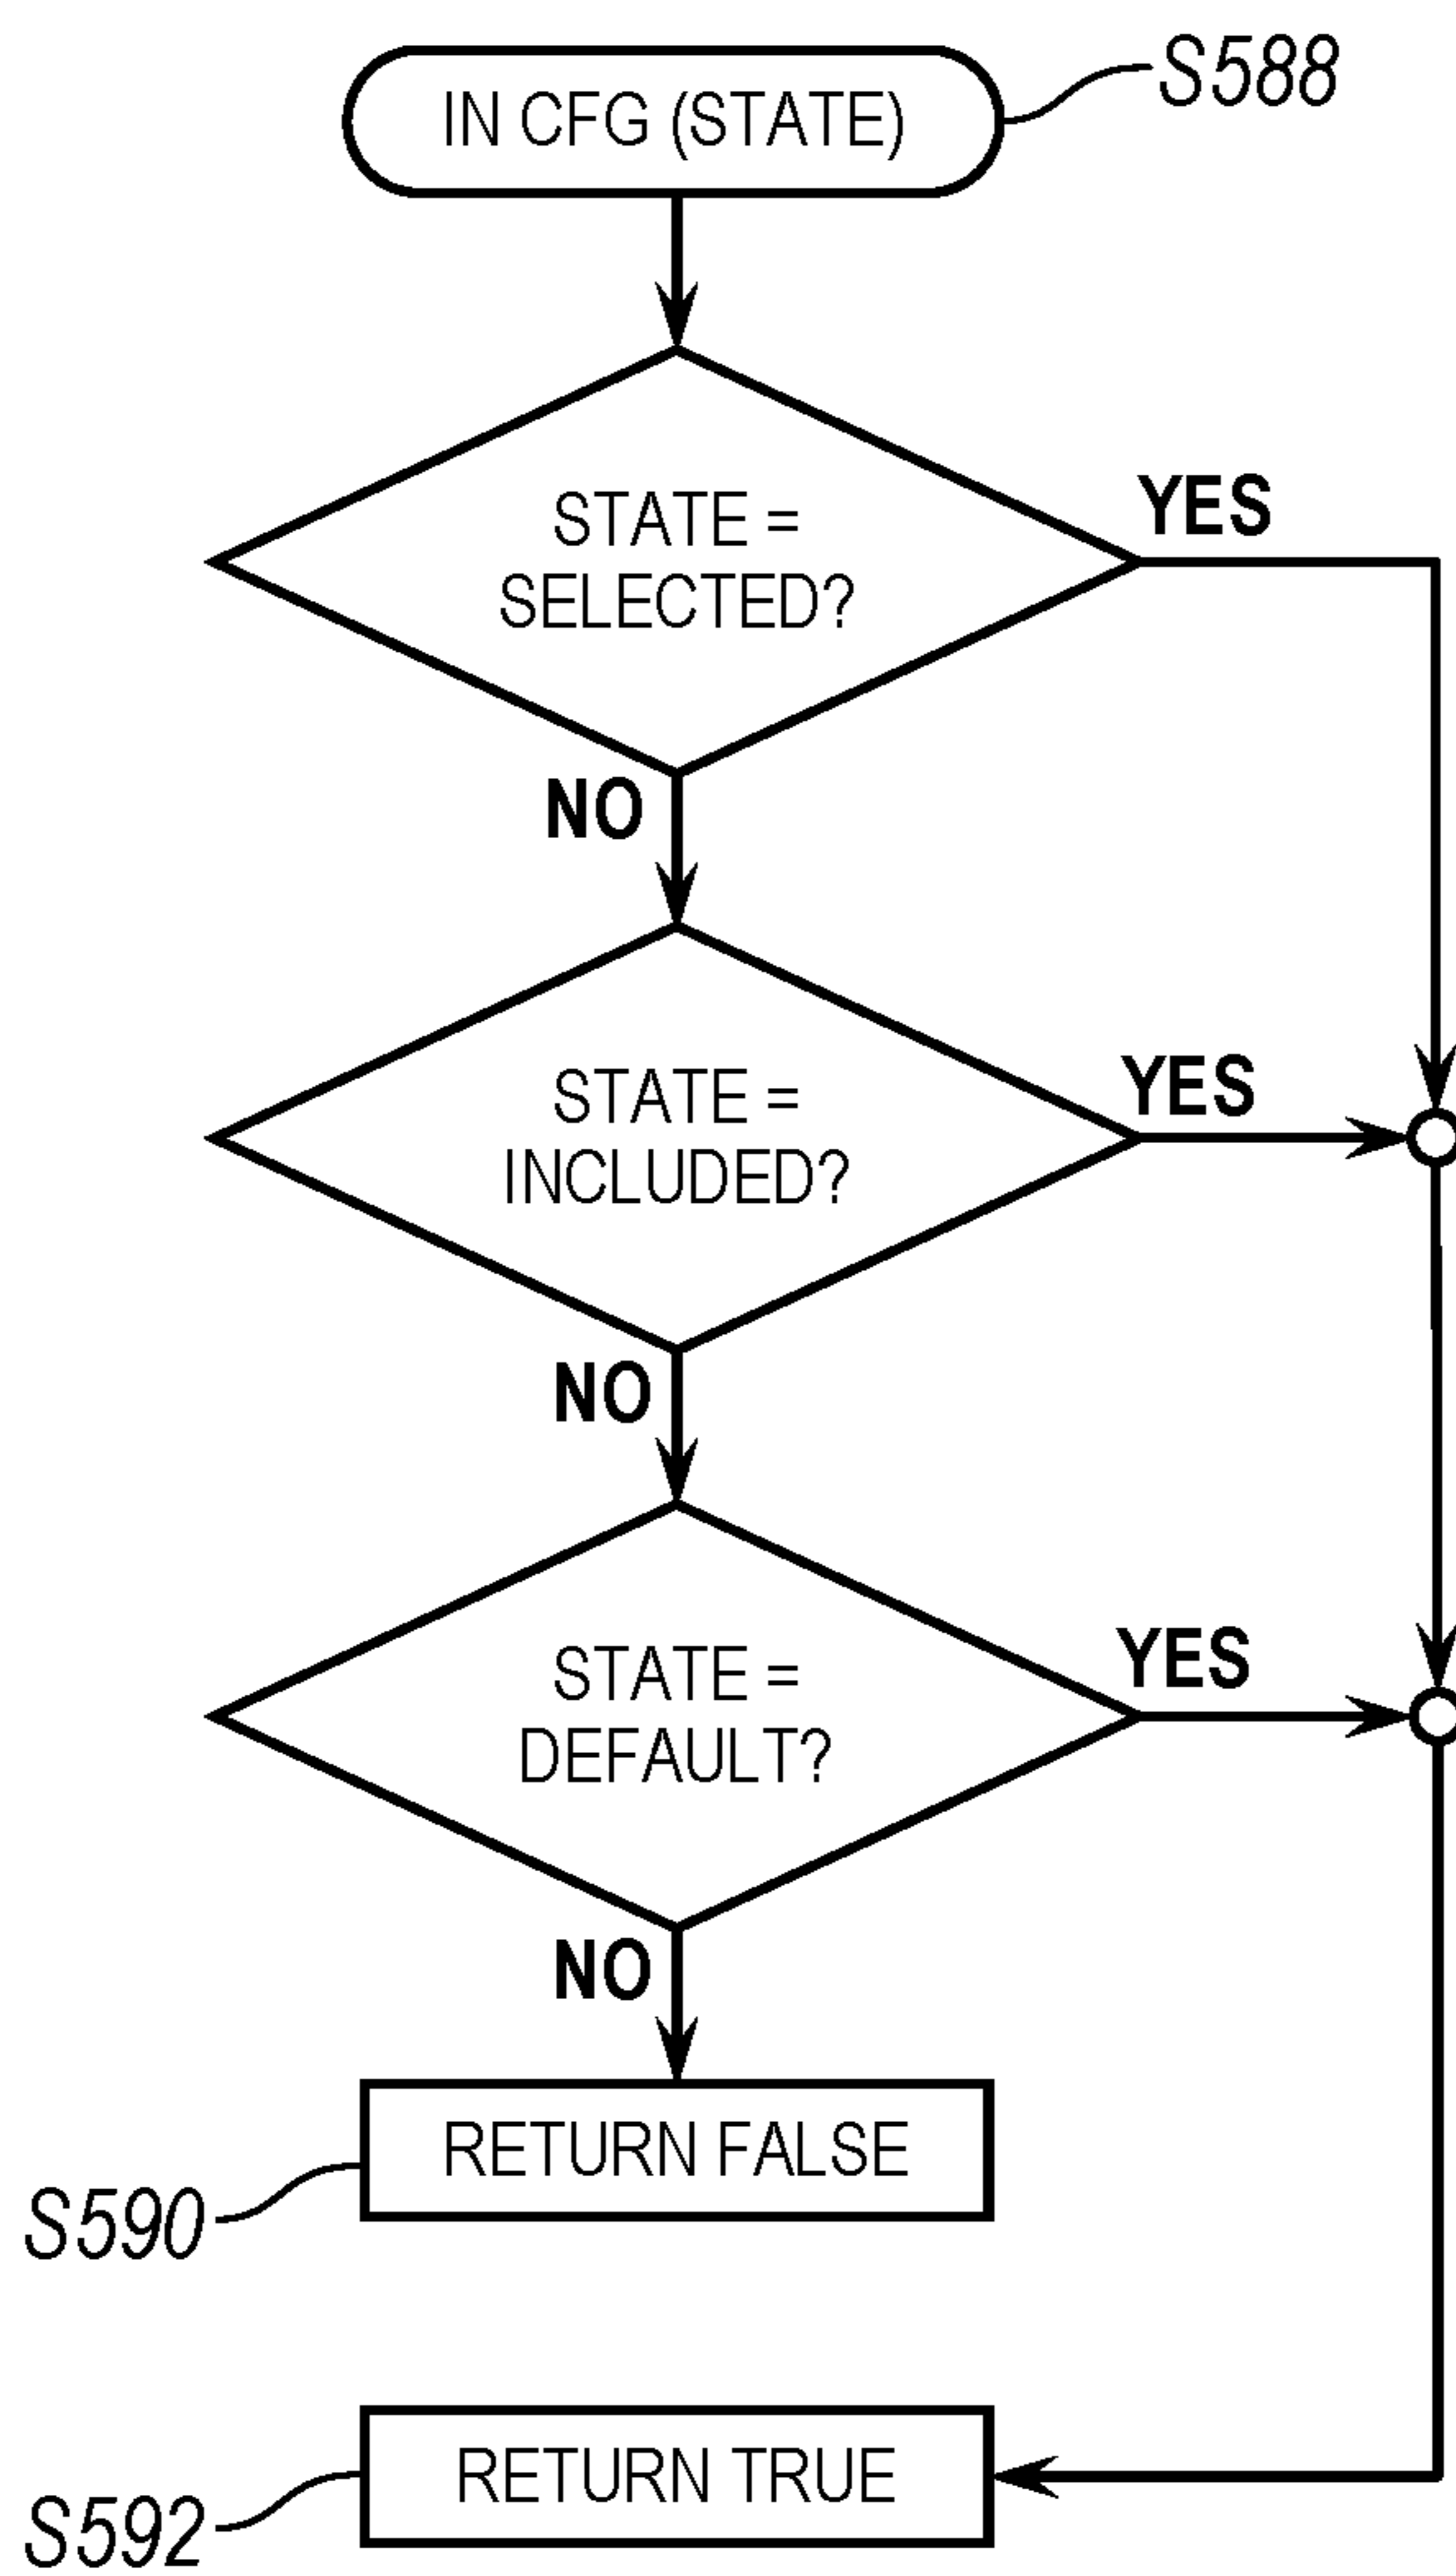 IN CFG (STATE)
S588
STATE =
SELECTED?
YES
NO
STATE =
INCLUDED?
YES
NO
STATE =
DEFAULT?
YES
NO
RETURN FALSE
S590
RETURN TRUE
S592